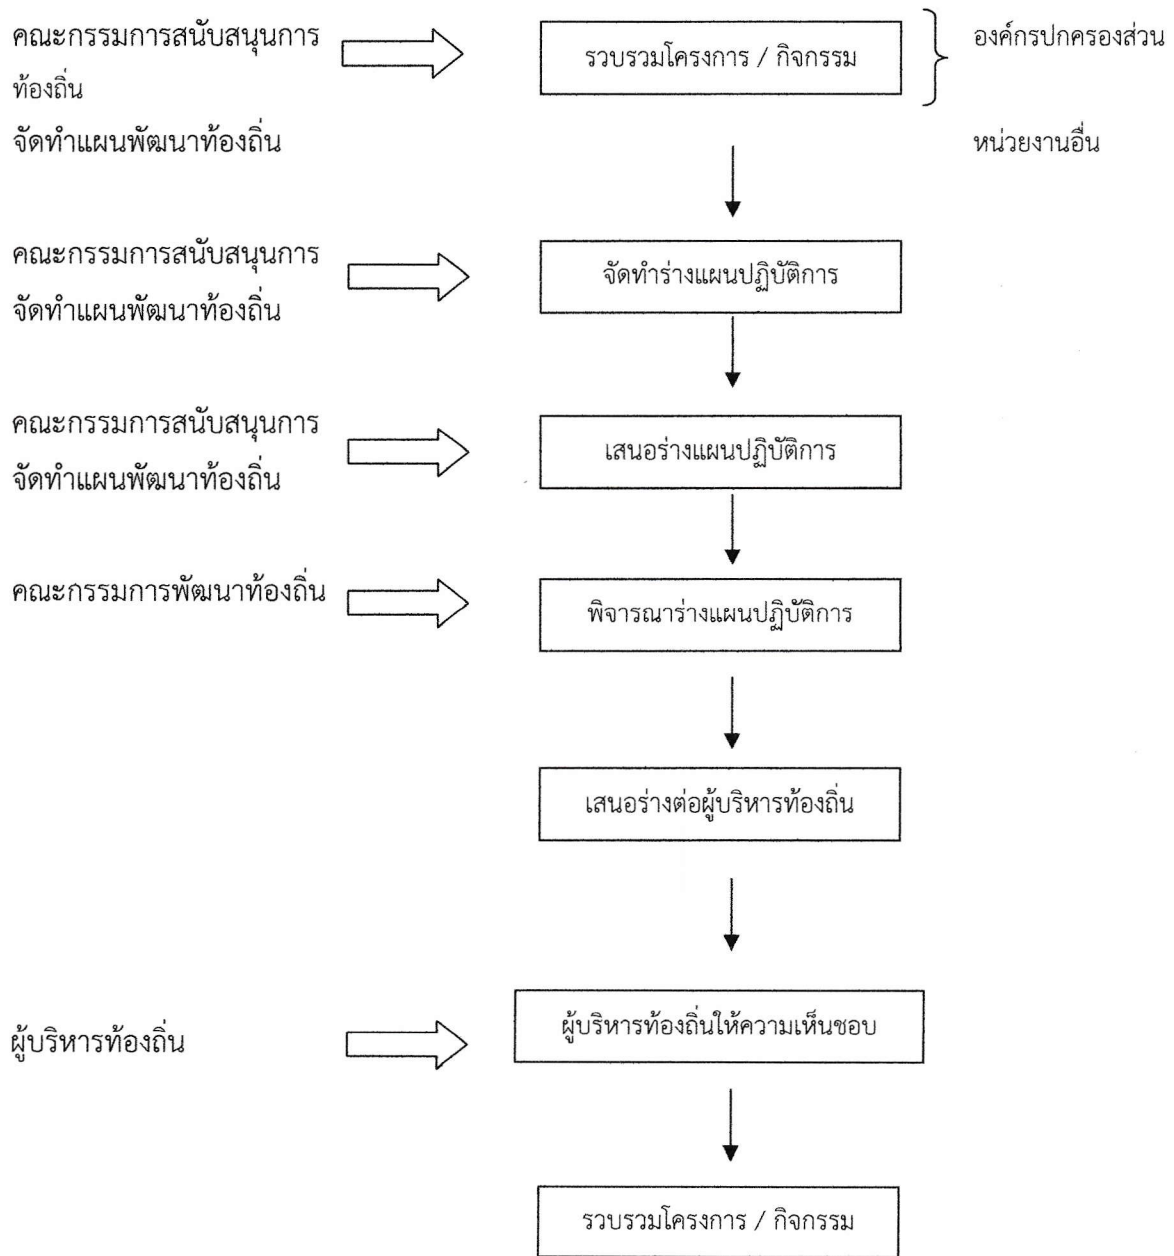 คณะกรรมการสนับสนุนการ
ท้องถิ่น
จัดทำแผนพัฒนาท้องถิ่น
รวบรวมโครงการ / กิจกรรม
องค์กรปกครองส่วน
หน่วยงานอื่น
คณะกรรมการสนับสนุนการ
จัดทำแผนพัฒนาท้องถิ่น
จัดทำร่างแผนปฏิบัติการ
คณะกรรมการสนับสนุนการ
จัดทำแผนพัฒนาท้องถิ่น
เสนอร่างแผนปฏิบัติการ
คณะกรรมการพัฒนาท้องถิ่น
พิจารณาร่างแผนปฏิบัติการ
เสนอร่างต่อผู้บริหารท้องถิ่น
ผู้บริหารท้องถิ่น
ผู้บริหารท้องถิ่นให้ความเห็นชอบ
รวบรวมโครงการ / กิจกรรม